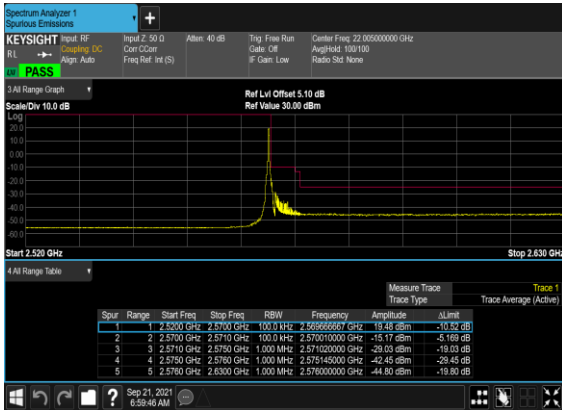 Spectrum Analyzer 1
Spurious Emissions
+
KEYSIGHT Input: RF Input Z: 50 Ω Atten: 40 dB Trig: Free Run Center Freq: 22.005000000 GHz
RL Coupling: DC Corr CCorr Gate: Off Avg|Hold: 100/100
Align: Auto Freq Ref: Int (S) IF Gain: Low Radio Std: None
PASS
3 All Range Graph
Ref Lvl Offset 5.10 dB
Scale/Div 10.0 dB Ref Value 30.00 dBm
Log
20.0
10.0
0.00
-10.0
-20.0
-30.0
-40.0
-50.0
-60.0
Start 2.520 GHz Stop 2.630 GHz
4 All Range Table
Measure Trace Trace 1
Trace Type Trace Average (Active)
Spur Range Start Freq Stop Freq RBW Frequency Amplitude ΔLimit
1 1 2.5200 GHz 2.5700 GHz 100.0 kHz 2.569666667 GHz 19.48 dBm -10.52 dB
2 2 2.5700 GHz 2.5710 GHz 100.0 kHz 2.570010000 GHz -15.17 dBm -5.169 dB
3 3 2.5710 GHz 2.5750 GHz 1.000 MHz 2.571020000 GHz -29.03 dBm -19.03 dB
4 4 2.5750 GHz 2.5760 GHz 1.000 MHz 2.575145000 GHz -42.45 dBm -29.45 dB
5 5 2.5760 GHz 2.6300 GHz 1.000 MHz 2.576000000 GHz -44.80 dBm -19.80 dB
? Sep 21, 2021
6:59:46 AM